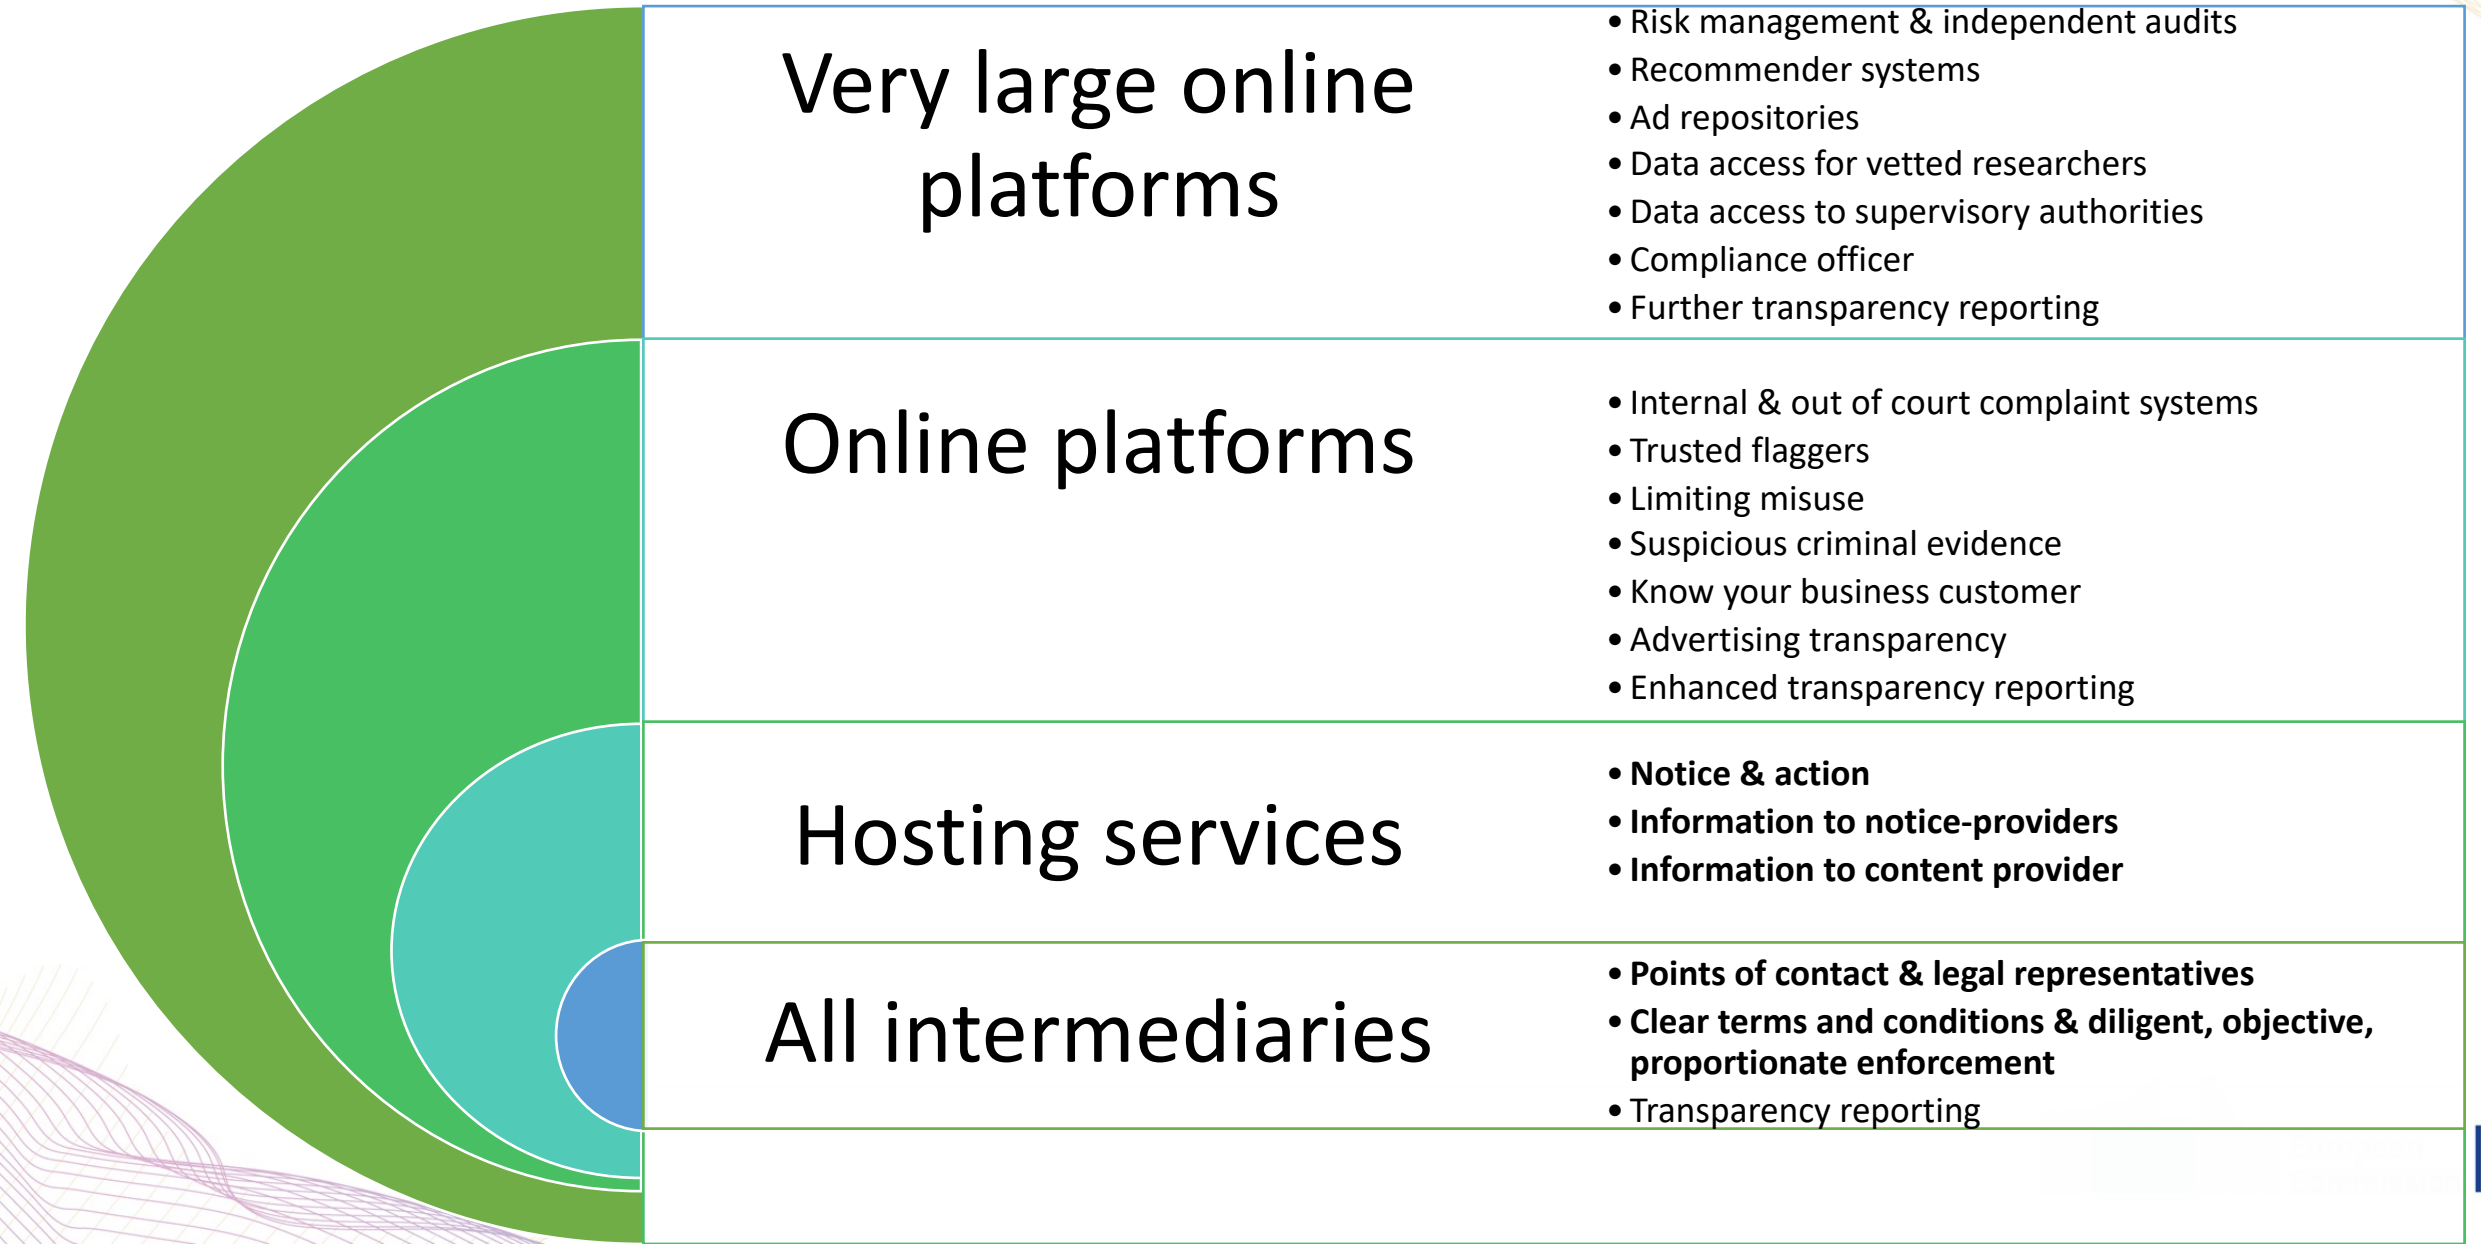 Very large online
platforms
• Risk management & independent audits
• Recommender systems
• Ad repositories
• Data access for vetted researchers
• Data access to supervisory authorities
• Compliance officer
• Further transparency reporting
Online platforms
• Internal & out of court complaint systems
• Trusted flaggers
• Limiting misuse
• Suspicious criminal evidence
• Know your business customer
• Advertising transparency
• Enhanced transparency reporting
Hosting services
• Notice & action
• Information to notice-providers
• Information to content provider
All intermediaries
• Points of contact & legal representatives
• Clear terms and conditions & diligent, objective,
proportionate enforcement
• Transparency reporting